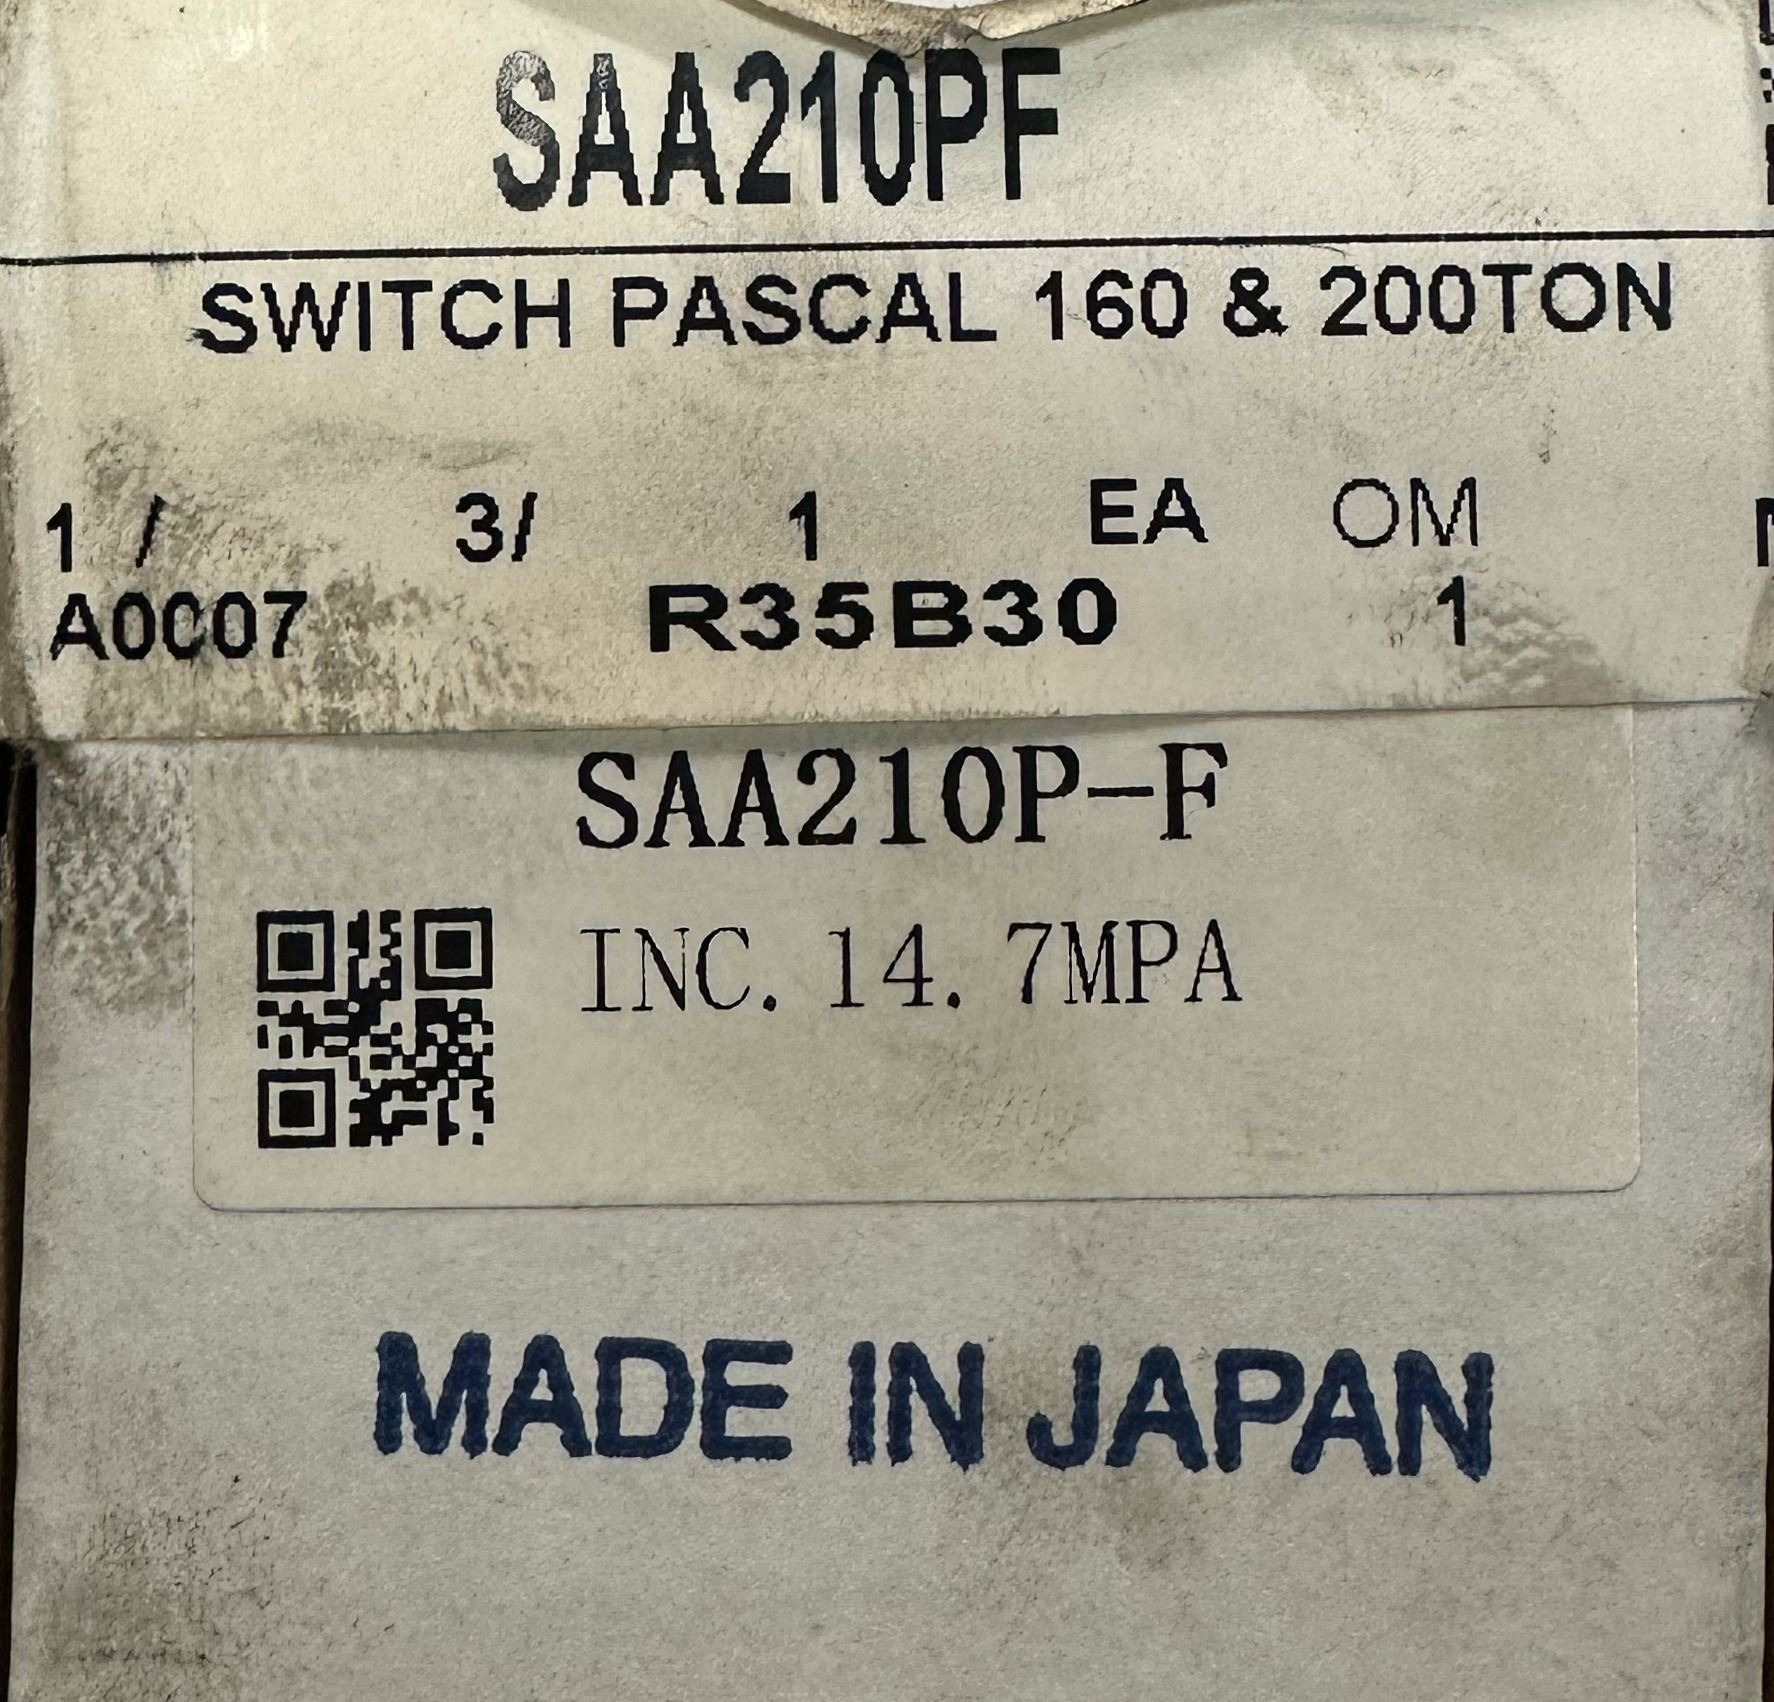 SAA210PF
SWITCH PASCAL 160 & 200TON
1 / 3/ 1 EA OM
A0007 R35B30 1
SAA210P-F
INC. 14. 7MPA
MADE IN JAPAN